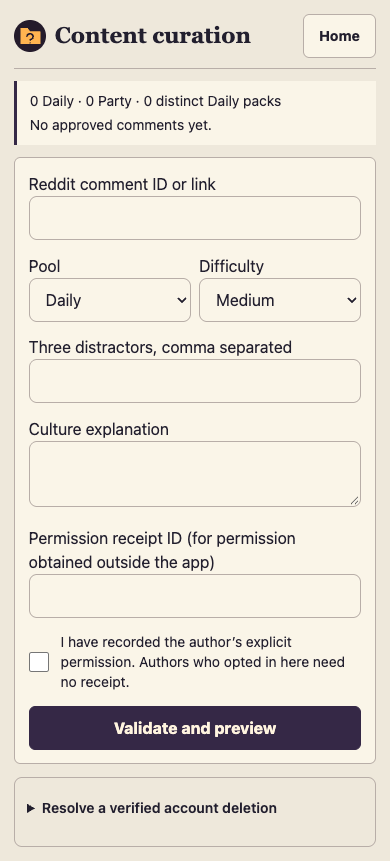 Content curation
Home
0 Daily · 0 Party · 0 distinct Daily packs
No approved comments yet.
Reddit comment ID or link
Pool
Difficulty
Daily
Medium
Three distractors, comma separated
Culture explanation
Permission receipt ID (for permission
obtained outside the app)
I have recorded the author’s explicit
permission. Authors who opted in here need
no receipt.
Validate and preview
Resolve a verified account deletion